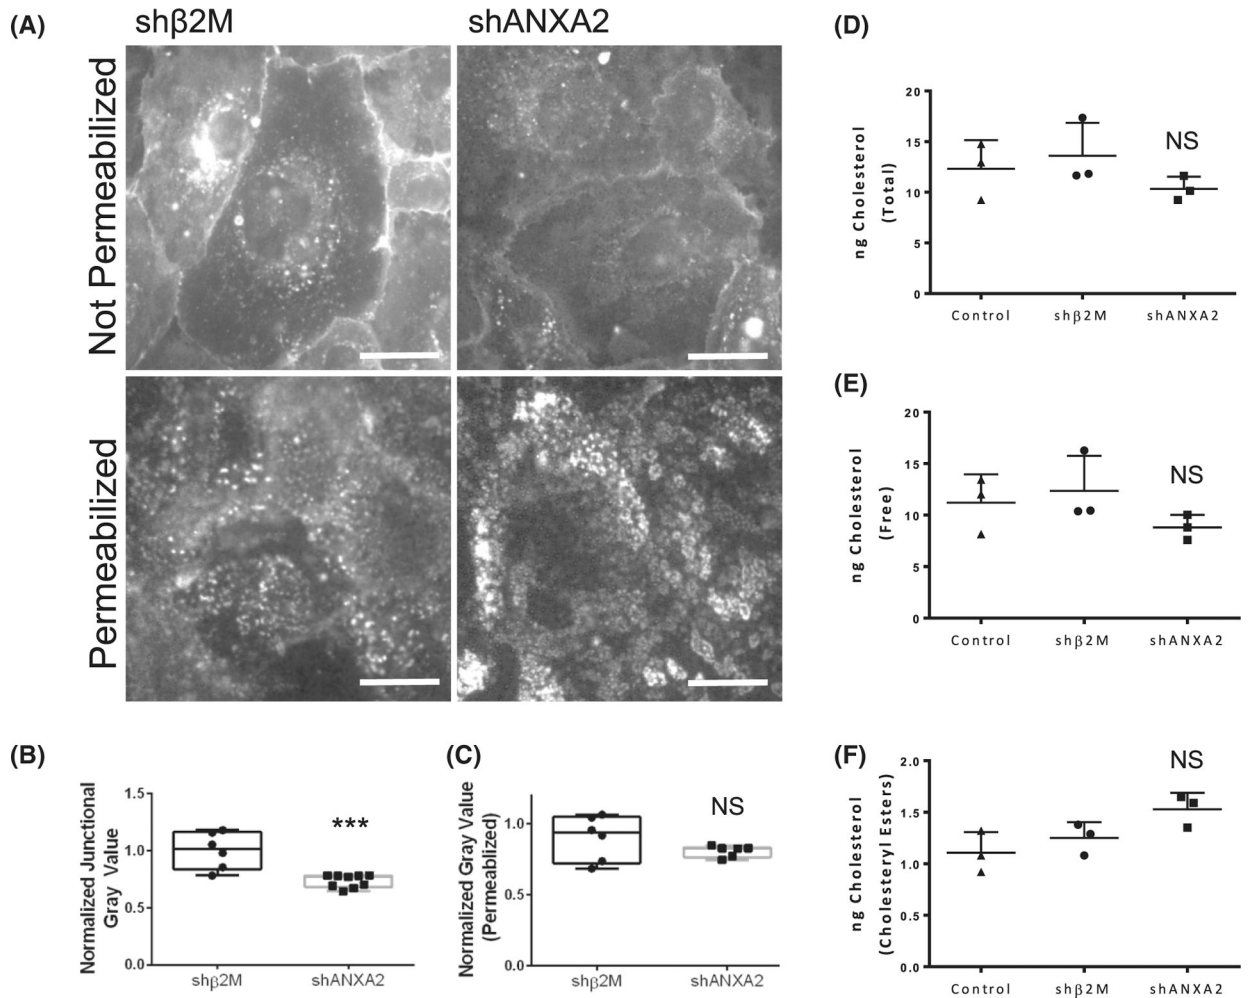 (A)
shβ2M
shANXA2
Not Permeabilized
Permeabilized
(B)
Normalized Junctional
Gray Value
1.5
1.0
0.5
0.0
***
shβ2M
shANXA2
(C)
Normalized Gray Value
(Permeablized)
1.0
0.5
0.0
NS
shβ2M
shANXA2
(D)
ng Cholesterol
(Total)
20
15
10
5
0
NS
Control
shβ2M
shANXA2
(E)
ng Cholesterol
(Free)
20
15
10
5
0
NS
Control
shβ2M
shANXA2
(F)
ng Cholesterol
(Cholesteryl Esters)
2.0
1.5
1.0
0.5
0.0
NS
Control
shβ2M
shANXA2